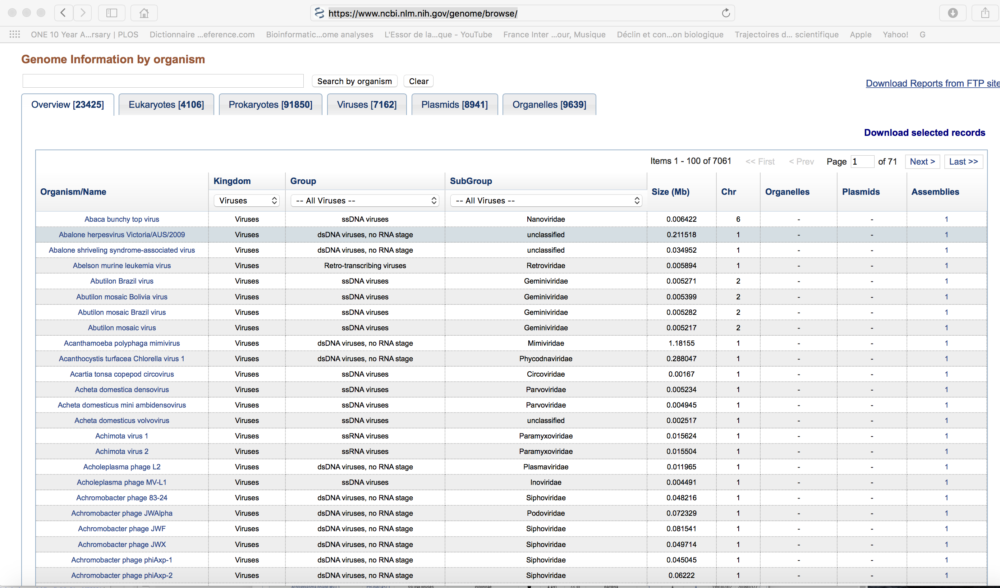 https://www.ncbi.nlm.nih.gov/genome/browse/
ONE 10 Year A...rsary | PLOS Dictionnaire ...eference.com Bioinformatic...ome analyses L'Essor de la...que - YouTube France Inter ...our, Musique Déclin et con...on biologique Trajectoires d... scientifique Apple Yahoo! G
Genome Information by organism
Search by organism Clear
Download Reports from FTP site
Overview [23425] Eukaryotes [4106] Prokaryotes [91850] Viruses [7162] Plasmids [8941] Organelles [9639]
Download selected records
Items 1 - 100 of 7061 << First < Prev Page 1 of 71 Next > Last >>
Organism/Name Kingdom Group SubGroup Size (Mb) Chr Organelles Plasmids Assemblies
Viruses -- All Viruses -- -- All Viruses --
Abaca bunchy top virus Viruses ssDNA viruses Nanoviridae 0.006422 6 - - 1
Abalone herpesvirus Victoria/AUS/2009 Viruses dsDNA viruses, no RNA stage unclassified 0.211518 1 - - 1
Abalone shriveling syndrome-associated virus Viruses dsDNA viruses, no RNA stage unclassified 0.034952 1 - - 1
Abelson murine leukemia virus Viruses Retro-transcribing viruses Retroviridae 0.005894 1 - - 1
Abutilon Brazil virus Viruses ssDNA viruses Geminiviridae 0.005271 2 - - 1
Abutilon mosaic Bolivia virus Viruses ssDNA viruses Geminiviridae 0.005399 2 - - 1
Abutilon mosaic Brazil virus Viruses ssDNA viruses Geminiviridae 0.005282 2 - - 1
Abutilon mosaic virus Viruses ssDNA viruses Geminiviridae 0.005217 2 - - 1
Acanthamoeba polyphaga mimivirus Viruses dsDNA viruses, no RNA stage Mimiviridae 1.18155 1 - - 1
Acanthocystis turfacea Chlorella virus 1 Viruses dsDNA viruses, no RNA stage Phycodnaviridae 0.288047 1 - - 1
Acartia tonsa copepod circovirus Viruses ssDNA viruses Circoviridae 0.00167 1 - - 1
Acheta domestica densovirus Viruses ssDNA viruses Parvoviridae 0.005234 1 - - 1
Acheta domesticus mini ambidensovirus Viruses ssDNA viruses Parvoviridae 0.004945 1 - - 1
Acheta domesticus volvovirus Viruses ssDNA viruses unclassified 0.002517 1 - - 1
Achimota virus 1 Viruses ssRNA viruses Paramyxoviridae 0.015624 1 - - 1
Achimota virus 2 Viruses ssRNA viruses Paramyxoviridae 0.015504 1 - - 1
Acholeplasma phage L2 Viruses dsDNA viruses, no RNA stage Plasmaviridae 0.011965 1 - - 1
Acholeplasma phage MV-L1 Viruses ssDNA viruses Inoviridae 0.004491 1 - - 1
Achromobacter phage 83-24 Viruses dsDNA viruses, no RNA stage Siphoviridae 0.048216 1 - - 1
Achromobacter phage JWAlpha Viruses dsDNA viruses, no RNA stage Podoviridae 0.072329 1 - - 1
Achromobacter phage JWF Viruses dsDNA viruses, no RNA stage Siphoviridae 0.081541 1 - - 1
Achromobacter phage JWX Viruses dsDNA viruses, no RNA stage Siphoviridae 0.049714 1 - - 1
Achromobacter phage phiAxp-1 Viruses dsDNA viruses, no RNA stage Siphoviridae 0.045045 1 - - 1
Achromobacter phage phiAxp-2 Viruses dsDNA viruses, no RNA stage Siphoviridae 0.06222 1 - - 1